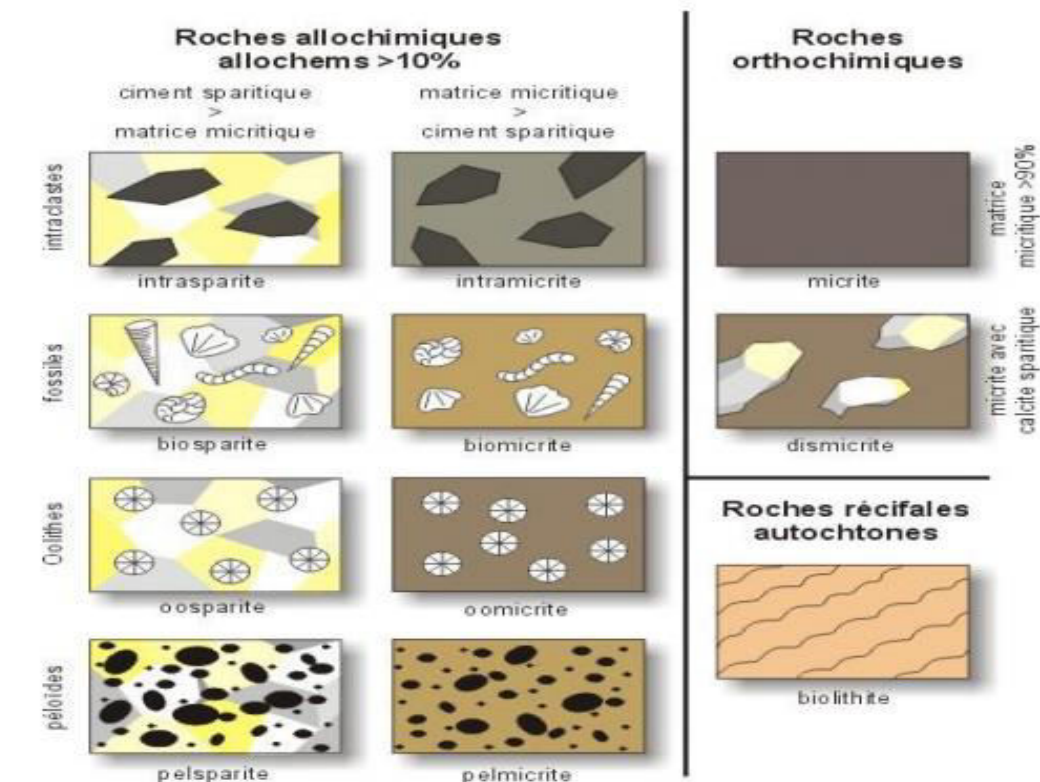 Roches allochimiques
allochems >10%
ciment sparitique
>
matrice micritique
matrice micritique
>
ciment sparitique
intraclastes
intrasparite
intramicrite
fossiles
biosparite
biomicrite
Oolithes
oosparite
oomicrite
péloides
pelsparite
pelmicrite
Roches
orthochimiques
matrice
micritique >90%
micrite
micrite avec
calcite sparitique
dismicrite
Roches récifales
autochtones
biolithite